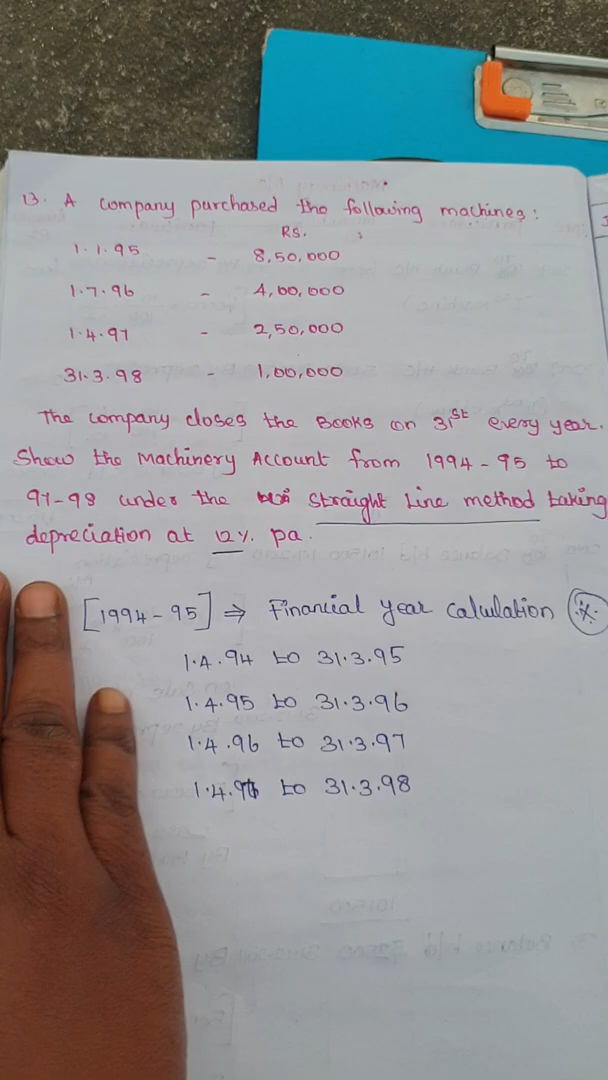 13. A company purchased the following machines:
Rs.
1.1.95 - 8,50,000
1.7.96 - 4,00,000
1.4.97 - 2,50,000
31.3.98 - 1,00,000
The company closes the Books on 31st every year.
Show the Machinery Account from 1994-95 to
97-98 under the straight Line method taking
depreciation at 12% pa.
[1994-95] ⇒ Financial year calculation
1.4.94 to 31.3.95
1.4.95 to 31.3.96
1.4.96 to 31.3.97
1.4.97 to 31.3.98